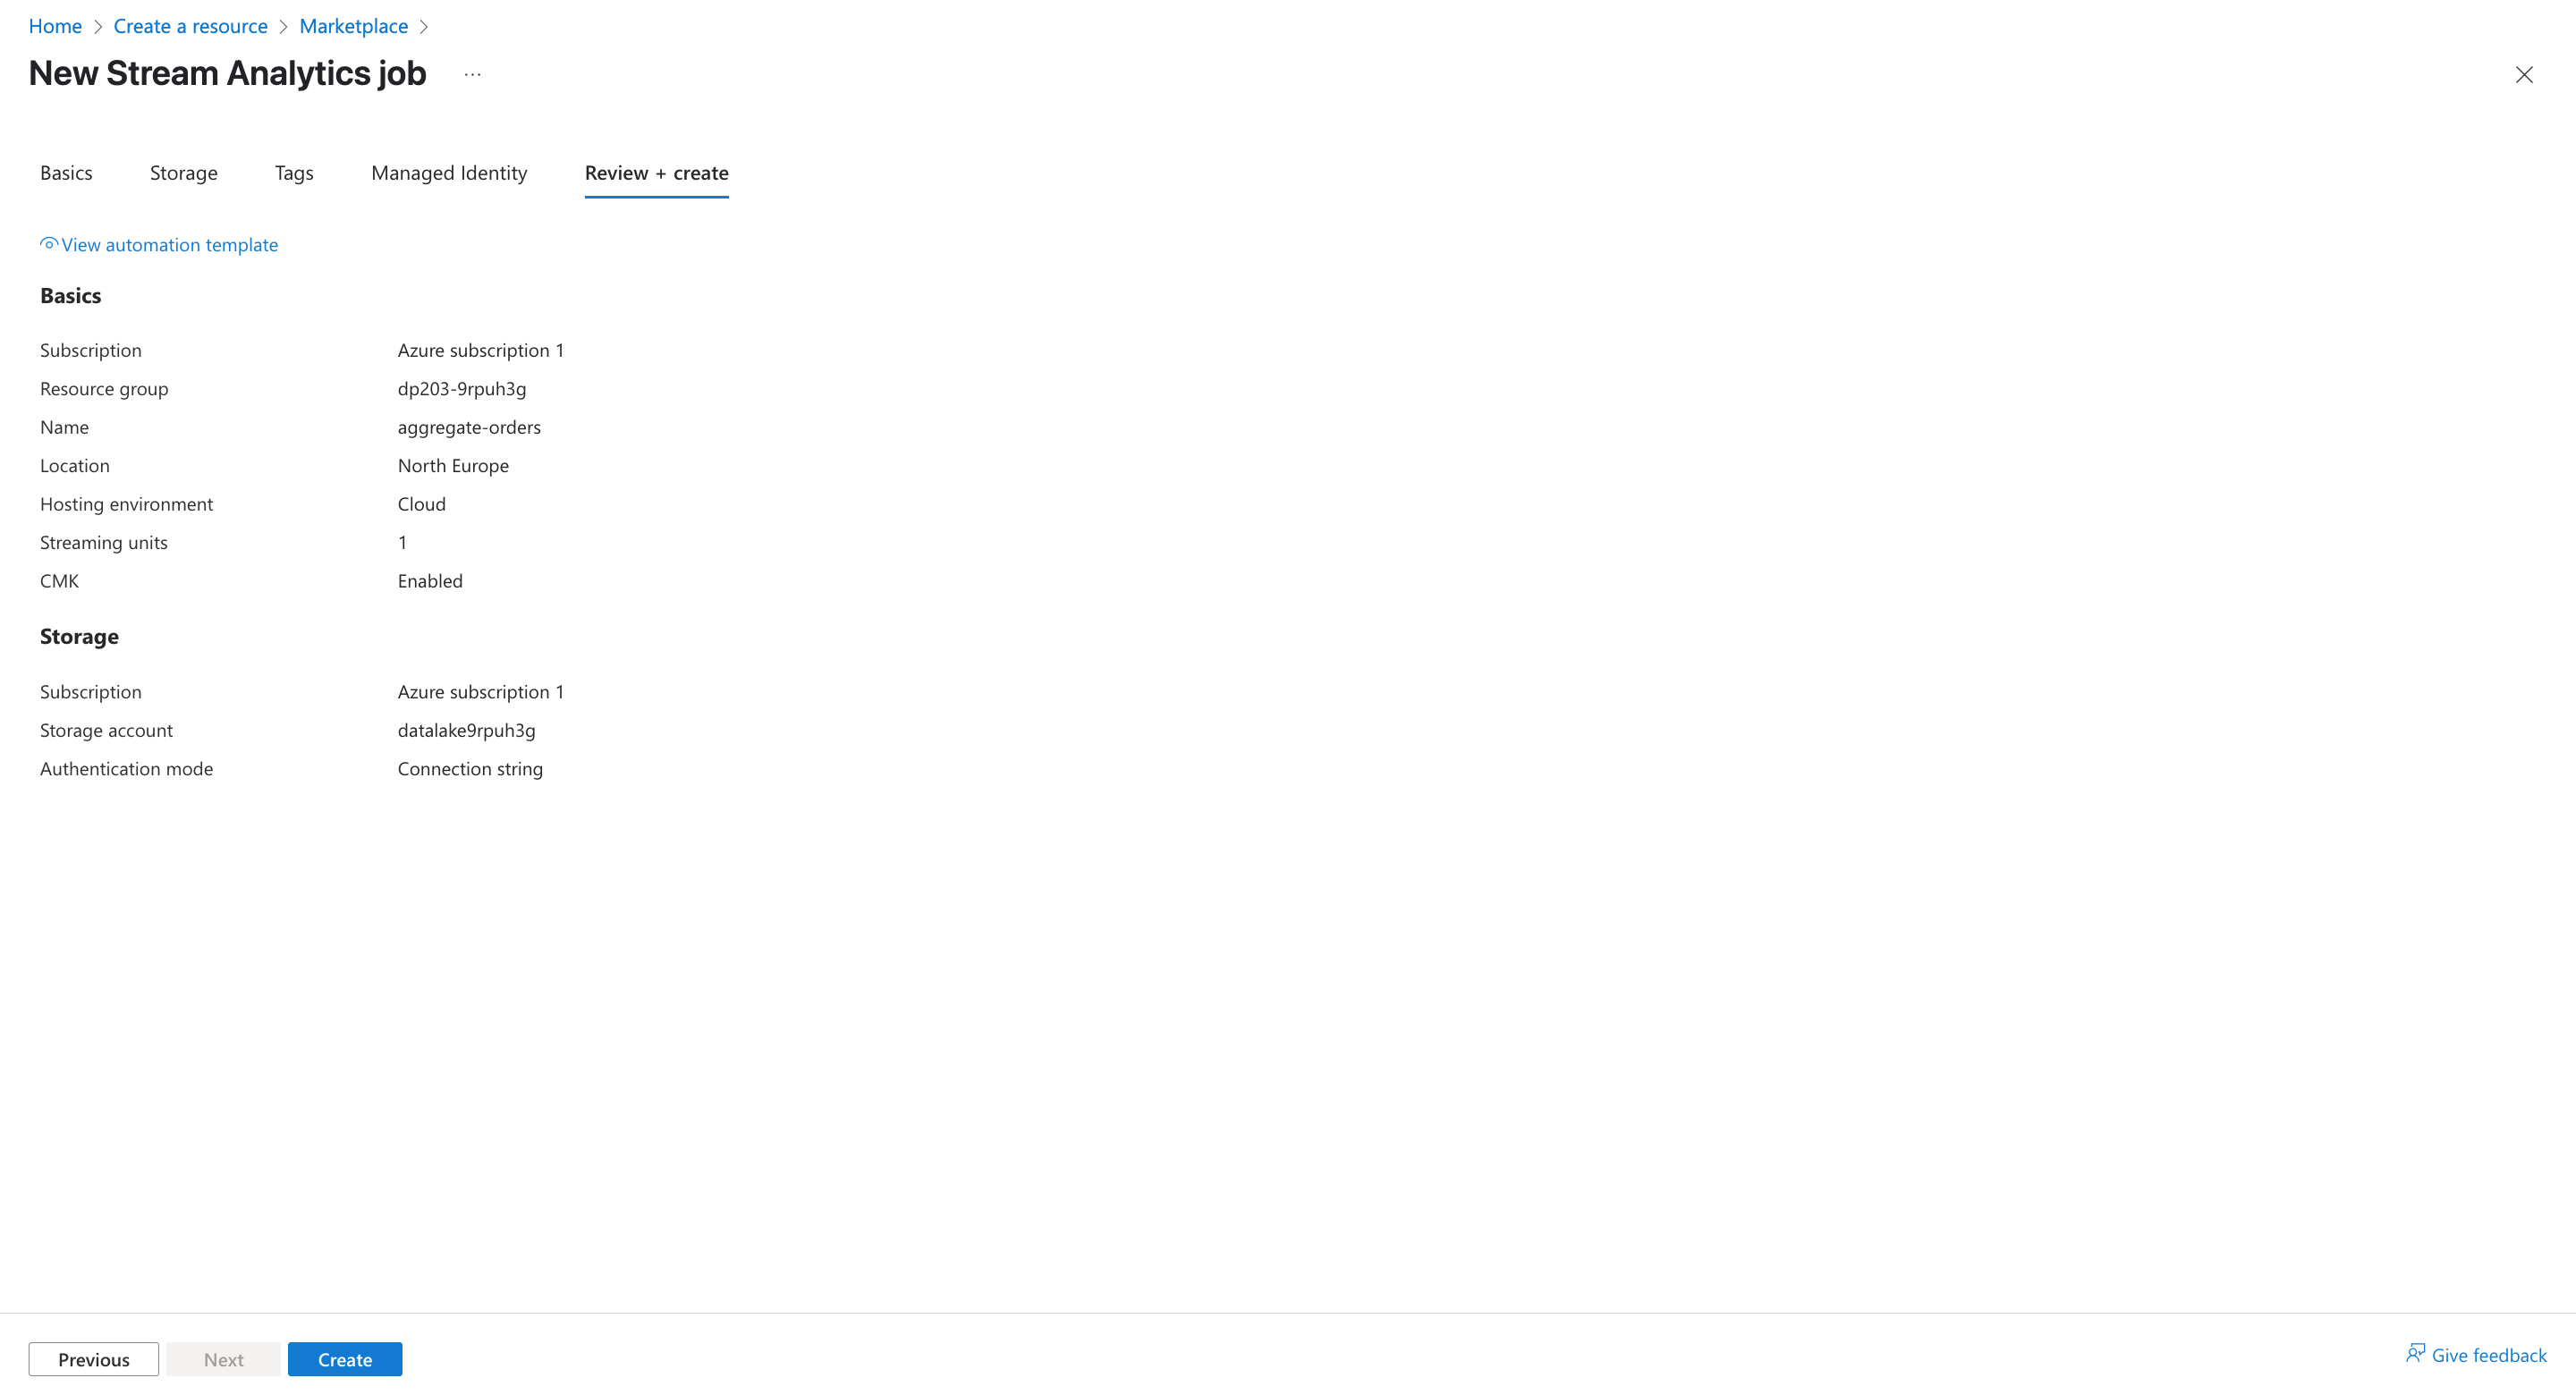 Home > Create a resource > Marketplace >
New Stream Analytics job ...
Basics Storage Tags Managed Identity Review + create
View automation template
Basics
Subscription Azure subscription 1
Resource group dp203-9rpuh3g
Name aggregate-orders
Location North Europe
Hosting environment Cloud
Streaming units 1
CMK Enabled
Storage
Subscription Azure subscription 1
Storage account datalake9rpuh3g
Authentication mode Connection string
Previous Next Create Give feedback